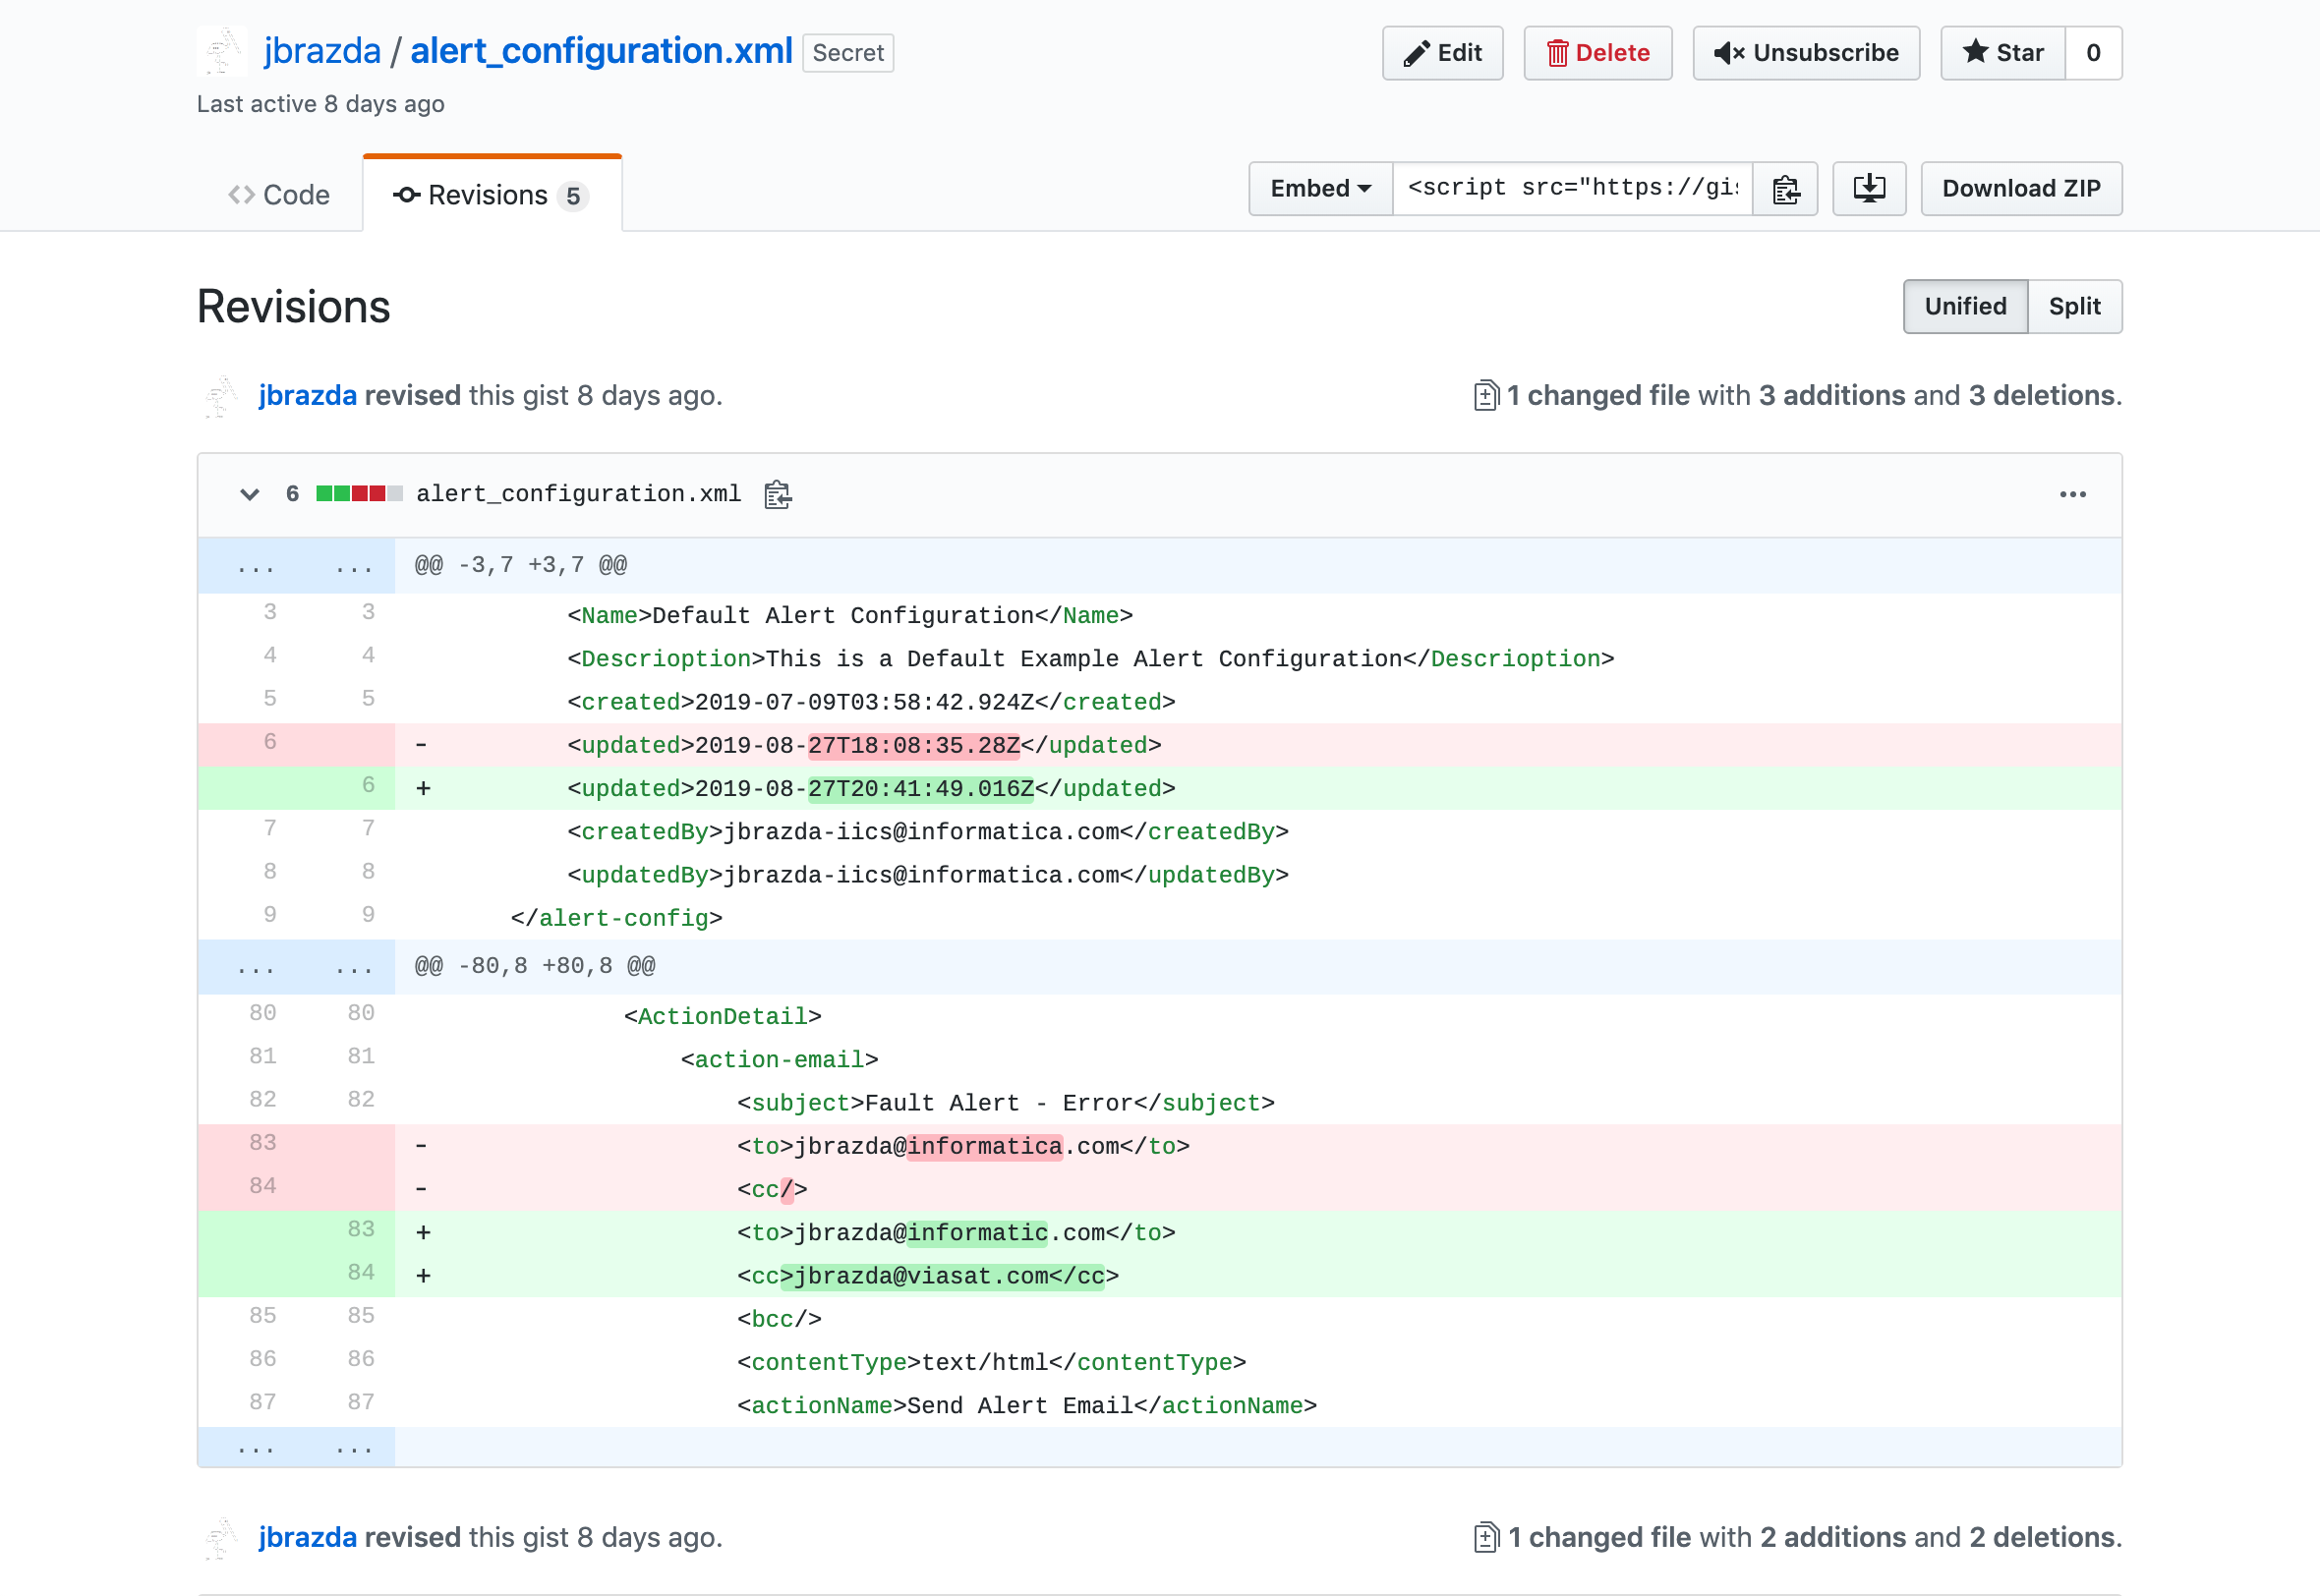 jbrazda / alert_configuration.xml Secret
Edit Delete Unsubscribe Star 0
Last active 8 days ago
Code Revisions 5
Embed <script src="https://gis Download ZIP
Revisions
Unified Split
jbrazda revised this gist 8 days ago.
1 changed file with 3 additions and 3 deletions.
6 alert_configuration.xml ...
... ... @@ -3,7 +3,7 @@
3 3 <Name>Default Alert Configuration</Name>
4 4 <Descrioption>This is a Default Example Alert Configuration</Descrioption>
5 5 <created>2019-07-09T03:58:42.924Z</created>
6 - <updated>2019-08-27T18:08:35.28Z</updated>
6 + <updated>2019-08-27T20:41:49.016Z</updated>
7 7 <createdBy>jbrazda-iics@informatica.com</createdBy>
8 8 <updatedBy>jbrazda-iics@informatica.com</updatedBy>
9 9 </alert-config>
... ... @@ -80,8 +80,8 @@
80 80 <ActionDetail>
81 81 <action-email>
82 82 <subject>Fault Alert - Error</subject>
83 - <to>jbrazda@informatica.com</to>
84 - <cc/>
83 + <to>jbrazda@informatic.com</to>
84 + <cc>jbrazda@viasat.com</cc>
85 85 <bcc/>
86 86 <contentType>text/html</contentType>
87 87 <actionName>Send Alert Email</actionName>
... ...
jbrazda revised this gist 8 days ago.
1 changed file with 2 additions and 2 deletions.